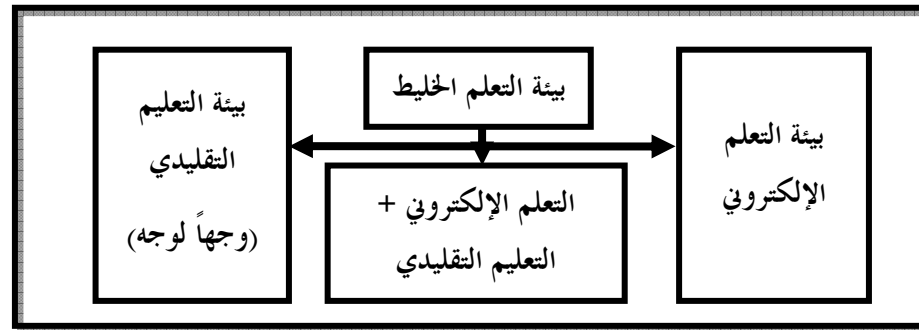 بيئة التعلم الخليط
بيئة التعلم
الإلكتروني
التعلم الإلكتروني +
التعليم التقليدي
بيئة التعليم
التقليدي
(وجهاً لوجه)